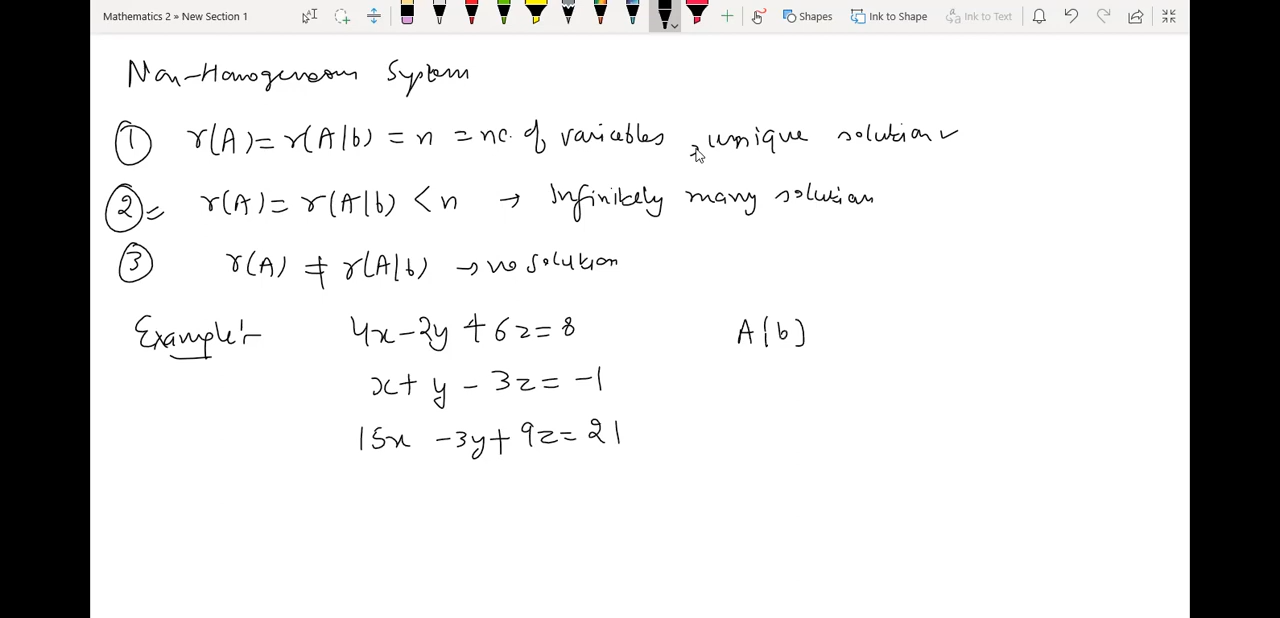 Mathematics 2 » New Section 1
Shapes Ink to Shape Ink to Text
Non-Homogeneous System
① r(A) = r(A|b) = n = no. of variables, unique solution ✓
② = r(A) = r(A|b) < n → Infinitely many solution
③ r(A) ≠ r(A|b) → no solution
Example:- 4x - 2y + 6z = 8 A|b)
x + y - 3z = -1
15x - 3y + 9z = 21